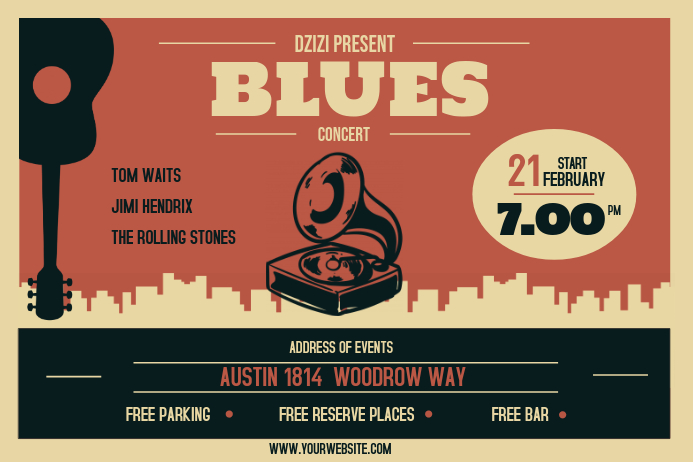 DZIZI PRESENT
BLUES
CONCERT
TOM WAITS
JIMI HENDRIX
THE ROLLING STONES
21 START FEBRUARY
7.00 PM
ADDRESS OF EVENTS
AUSTIN 1814 WOODROW WAY
FREE PARKING • FREE RESERVE PLACES • FREE BAR •
WWW.YOURWEBSITE.COM